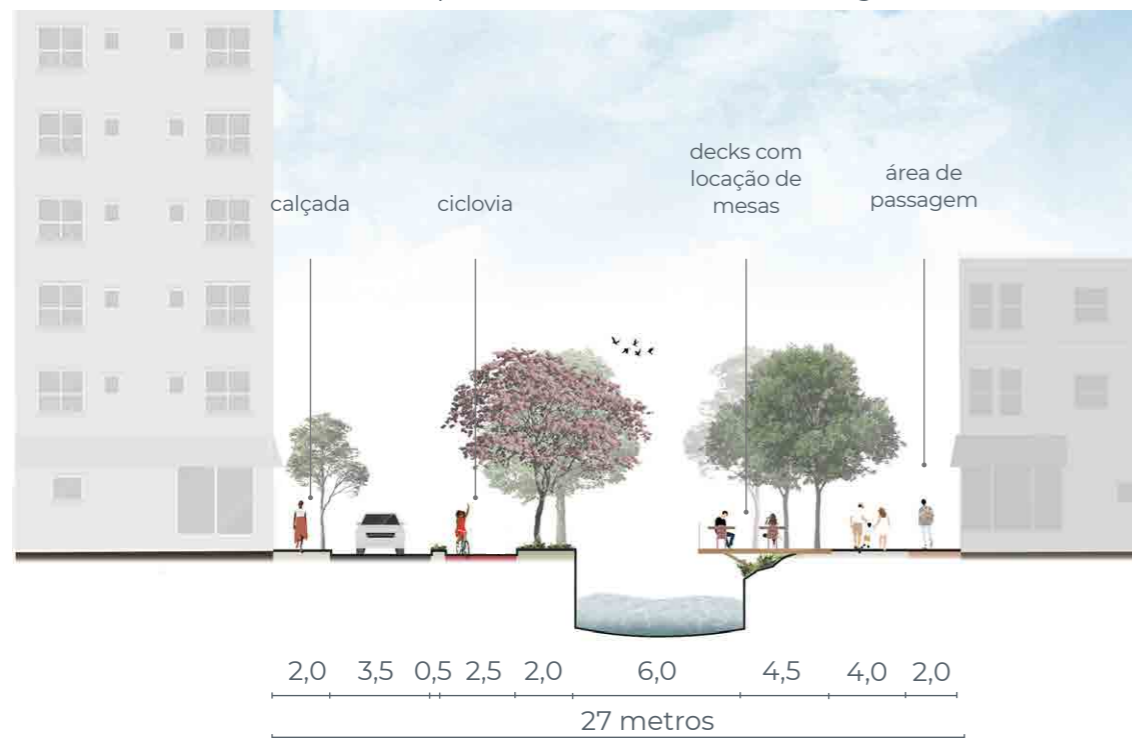 calçada
ciclovia
decks com
locação de
mesas
área de
passagem
2,0 3,5 0,5 2,5 2,0 6,0 4,5 4,0 2,0
27 metros